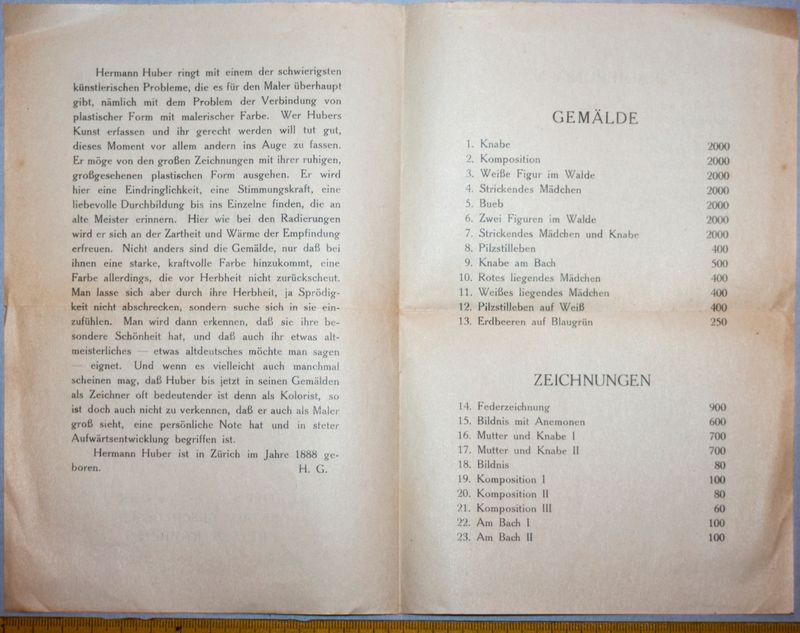 Hermann Huber ringt mit einem der schwierigsten
künstlerischen Probleme, die es für den Maler überhaupt
gibt, nämlich mit dem Problem der Verbindung von
plastischer Form mit malerischer Farbe. Wer Hubers
Kunst erfassen und ihr gerecht werden will tut gut,
dieses Moment vor allem andern ins Auge zu fassen.
Er möge von den großen Zeichnungen mit ihrer ruhigen,
großgesehenen plastischen Form ausgehen. Er wird
hier eine Eindringlichkeit, eine Stimmungskraft, eine
liebevolle Durchbildung bis ins Einzelne finden, die an
alte Meister erinnern. Hier wie bei den Radierungen
wird er sich an der Zartheit und Wärme der Empfindung
erfreuen. Nicht anders sind die Gemälde, nur daß bei
ihnen eine starke, kraftvolle Farbe hinzukommt, eine
Farbe allerdings, die vor Herbheit nicht zurückscheut.
Man lasse sich aber durch ihre Herbheit, ja Sprödig-
keit nicht abschrecken, sondern suche sich in sie ein-
zufühlen. Man wird dann erkennen, daß sie ihre be-
sondere Schönheit hat, und daß auch ihr etwas alt-
meisterliches — etwas altdeutsches möchte man sagen
— eignet. Und wenn es vielleicht auch manchmal
scheinen mag, daß Huber bis jetzt in seinen Gemälden
als Zeichner oft bedeutender ist denn als Kolorist, so
ist doch auch nicht zu verkennen, daß er auch als Maler
groß sieht, eine persönliche Note hat und in steter
Aufwärtsentwicklung begriffen ist.
Hermann Huber ist in Zürich im Jahre 1888 ge-
boren. H. G.
GEMÄLDE
1. Knabe 2000
2. Komposition 2000
3. Weiße Figur im Walde 2000
4. Strickendes Mädchen 2000
5. Bueb 2000
6. Zwei Figuren im Walde 2000
7. Strickendes Mädchen und Knabe 2000
8. Pilzstilleben 400
9. Knabe am Bach 500
10. Rotes liegendes Mädchen 400
11. Weißes liegendes Mädchen 400
12. Pilzstilleben auf Weiß 400
13. Erdbeeren auf Blaugrün 250
ZEICHNUNGEN
14. Federzeichnung 900
15. Bildnis mit Anemonen 600
16. Mutter und Knabe I 700
17. Mutter und Knabe II 700
18. Bildnis 80
19. Komposition I 100
20. Komposition II 80
21. Komposition III 60
22. Am Bach I 100
23. Am Bach II 100